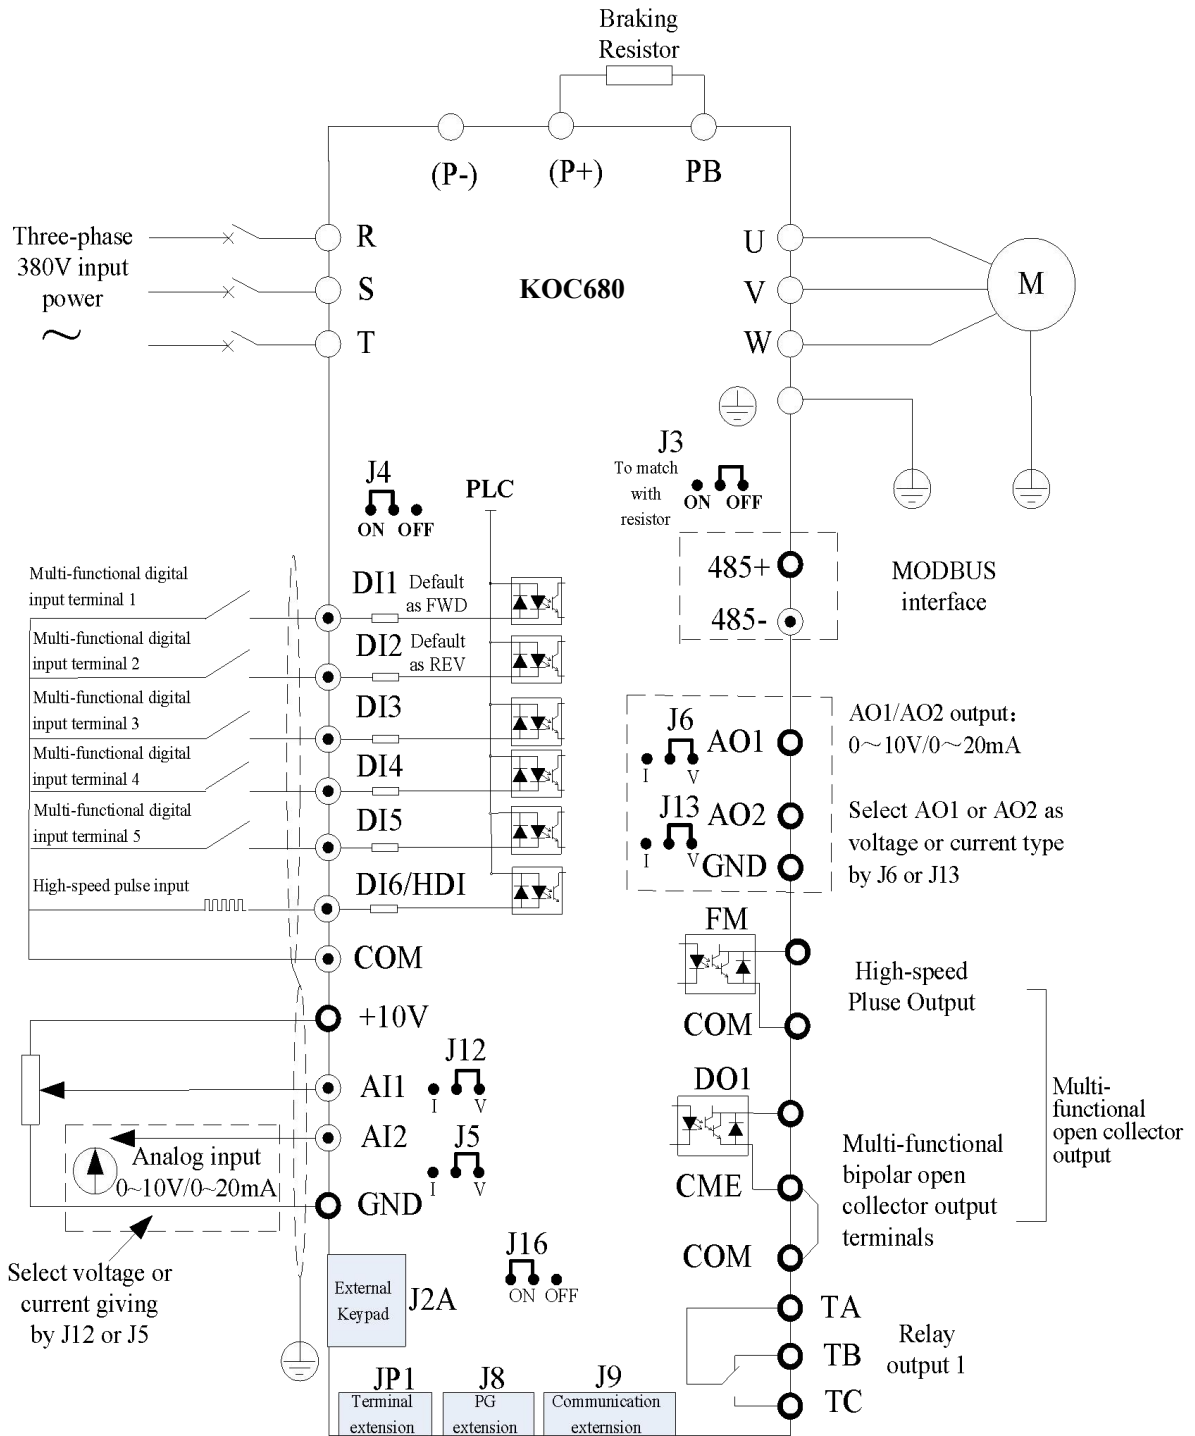 Braking
Resistor
(P-)
(P+)
PB
Three-phase
380V input
power
~
R
S
T
KOC680
U
V
W
M
J3
To match
with
resistor
ON OFF
J4
ON OFF
PLC
485+
485-
MODBUS
interface
Multi-functional digital
input terminal 1
DI1
Default
as FWD
Multi-functional digital
input terminal 2
DI2
Default
as REV
Multi-functional digital
input terminal 3
DI3
Multi-functional digital
input terminal 4
DI4
Multi-functional digital
input terminal 5
DI5
High-speed pulse input
DI6/HDI
COM
J6
I V
AO1
J13
I V
AO2
GND
AO1/AO2 output:
0~10V/0~20mA
Select AO1 or AO2 as
voltage or current type
by J6 or J13
FM
COM
High-speed
Pluse Output
+10V
AI1
J12
I V
AI2
J5
I V
Analog input
0~10V/0~20mA
GND
Select voltage or
current giving
by J12 or J5
DO1
CME
COM
Multi-functional
bipolar open
collector output
terminals
Multi-
functional
open collector
output
J16
ON OFF
External
Keypad
J2A
TA
TB
TC
Relay
output 1
JP1
Terminal
extension
J8
PG
extension
J9
Communication
externsion